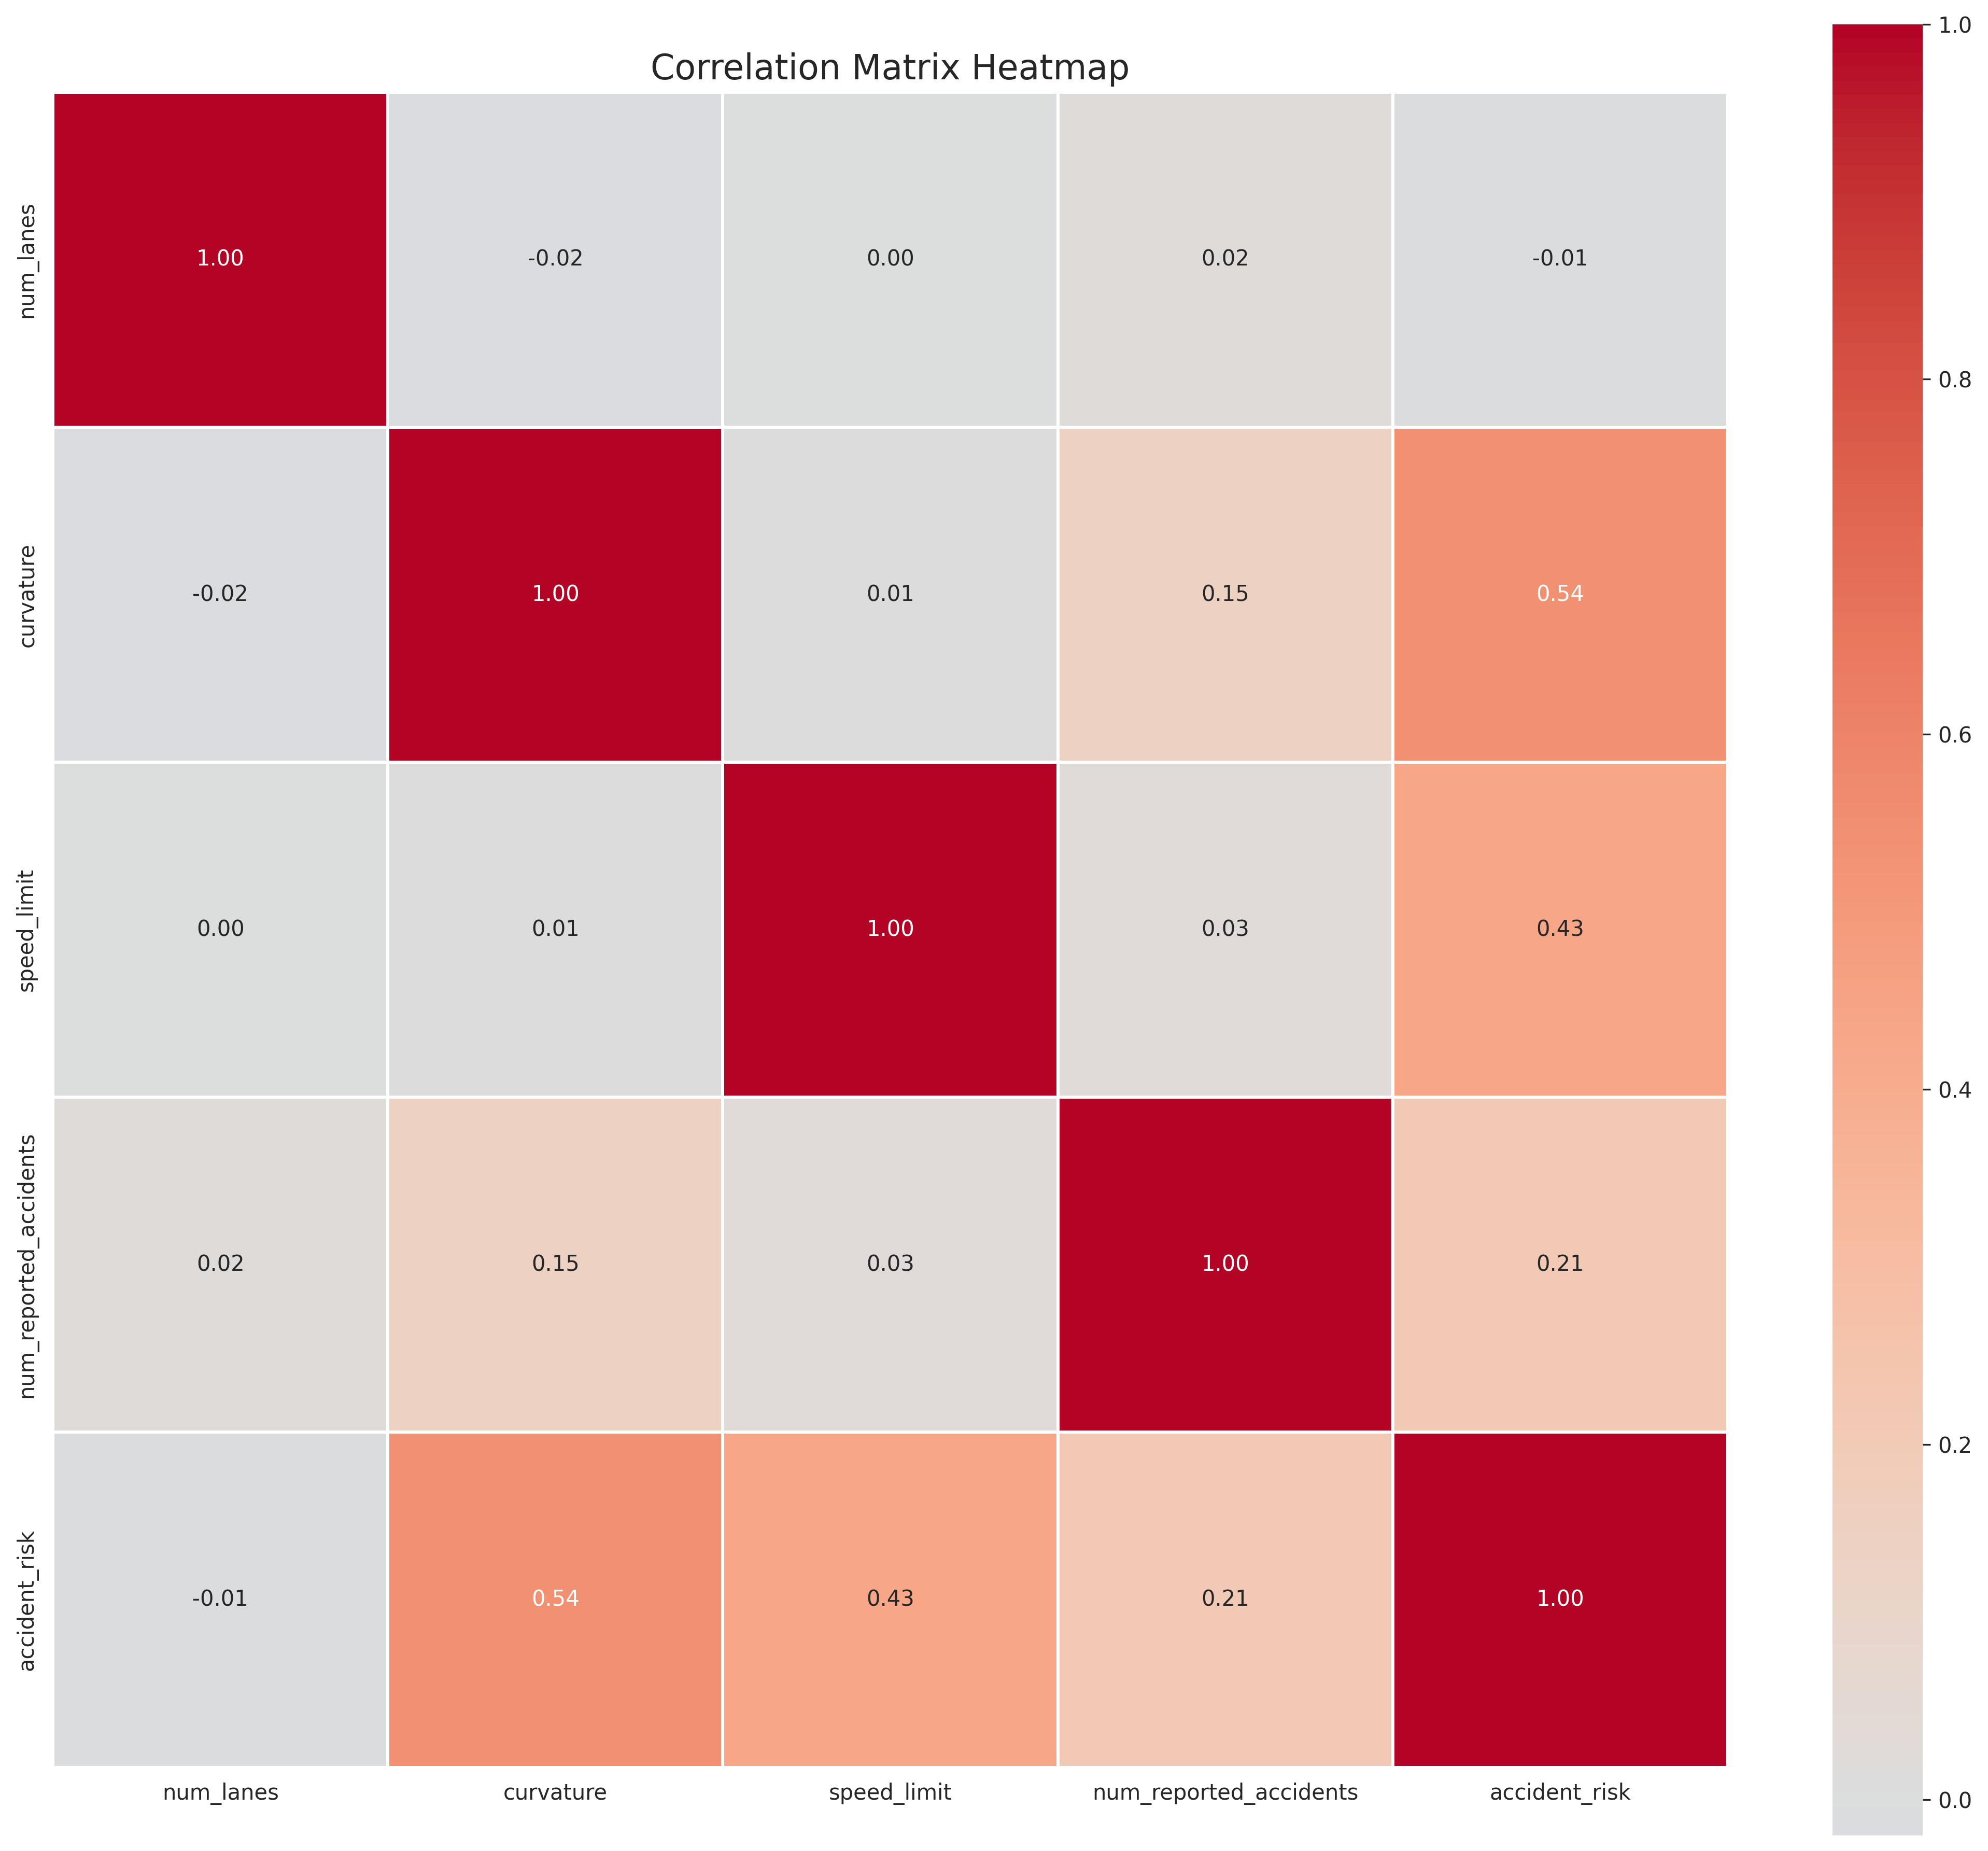 Correlation Matrix Heatmap
num_lanes
1.00 -0.02 0.00 0.02 -0.01
curvature
-0.02 1.00 0.01 0.15 0.54
speed_limit
0.00 0.01 1.00 0.03 0.43
num_reported_accidents
0.02 0.15 0.03 1.00 0.21
accident_risk
-0.01 0.54 0.43 0.21 1.00
num_lanes curvature speed_limit num_reported_accidents accident_risk
1.0
0.8
0.6
0.4
0.2
0.0